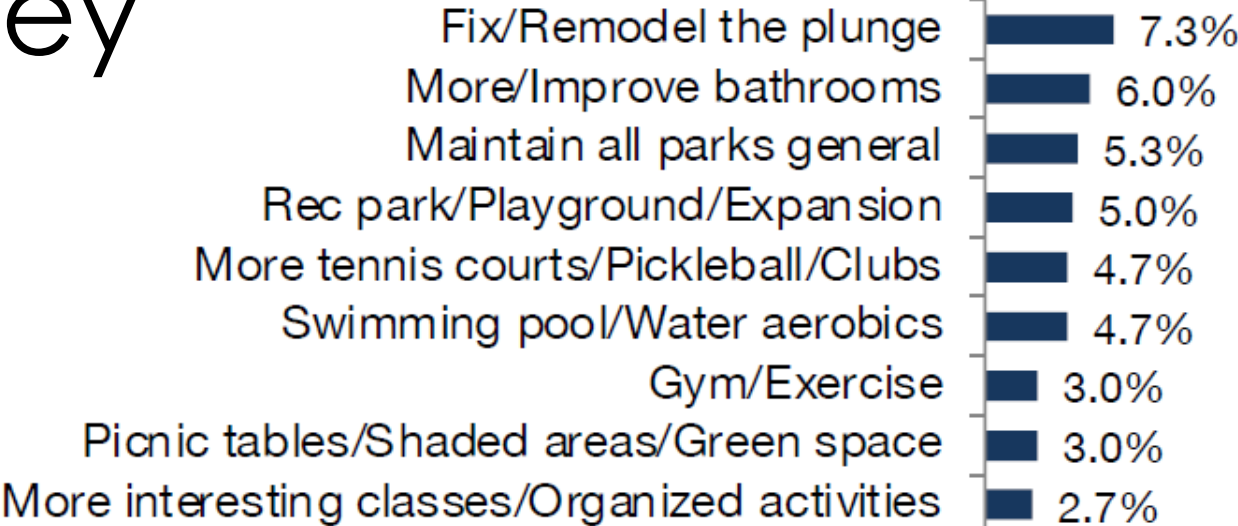 ey
Fix/Remodel the plunge 7.3%
More/Improve bathrooms 6.0%
Maintain all parks general 5.3%
Rec park/Playground/Expansion 5.0%
More tennis courts/Pickleball/Clubs 4.7%
Swimming pool/Water aerobics 4.7%
Gym/Exercise 3.0%
Picnic tables/Shaded areas/Green space 3.0%
More interesting classes/Organized activities 2.7%